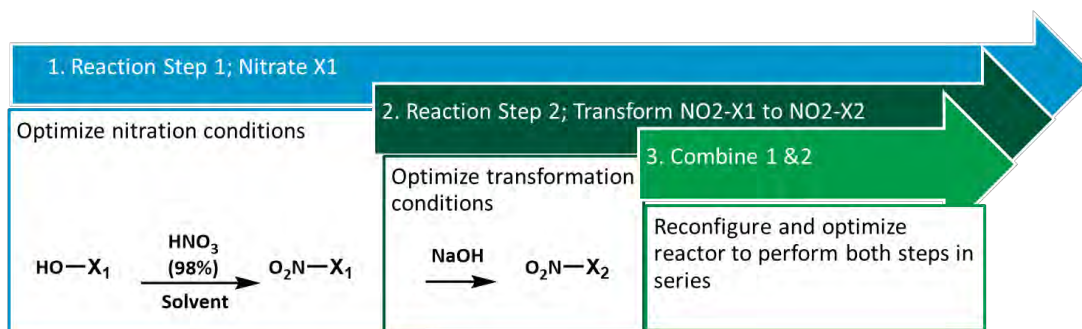 1. Reaction Step 1; Nitrate X1
Optimize nitration conditions
HO—X₁
HNO₃
(98%)
Solvent
O₂N—X₁
2. Reaction Step 2; Transform NO2-X1 to NO2-X2
Optimize transformation
conditions
NaOH
O₂N—X₂
3. Combine 1 &2
Reconfigure and optimize
reactor to perform both steps in
series